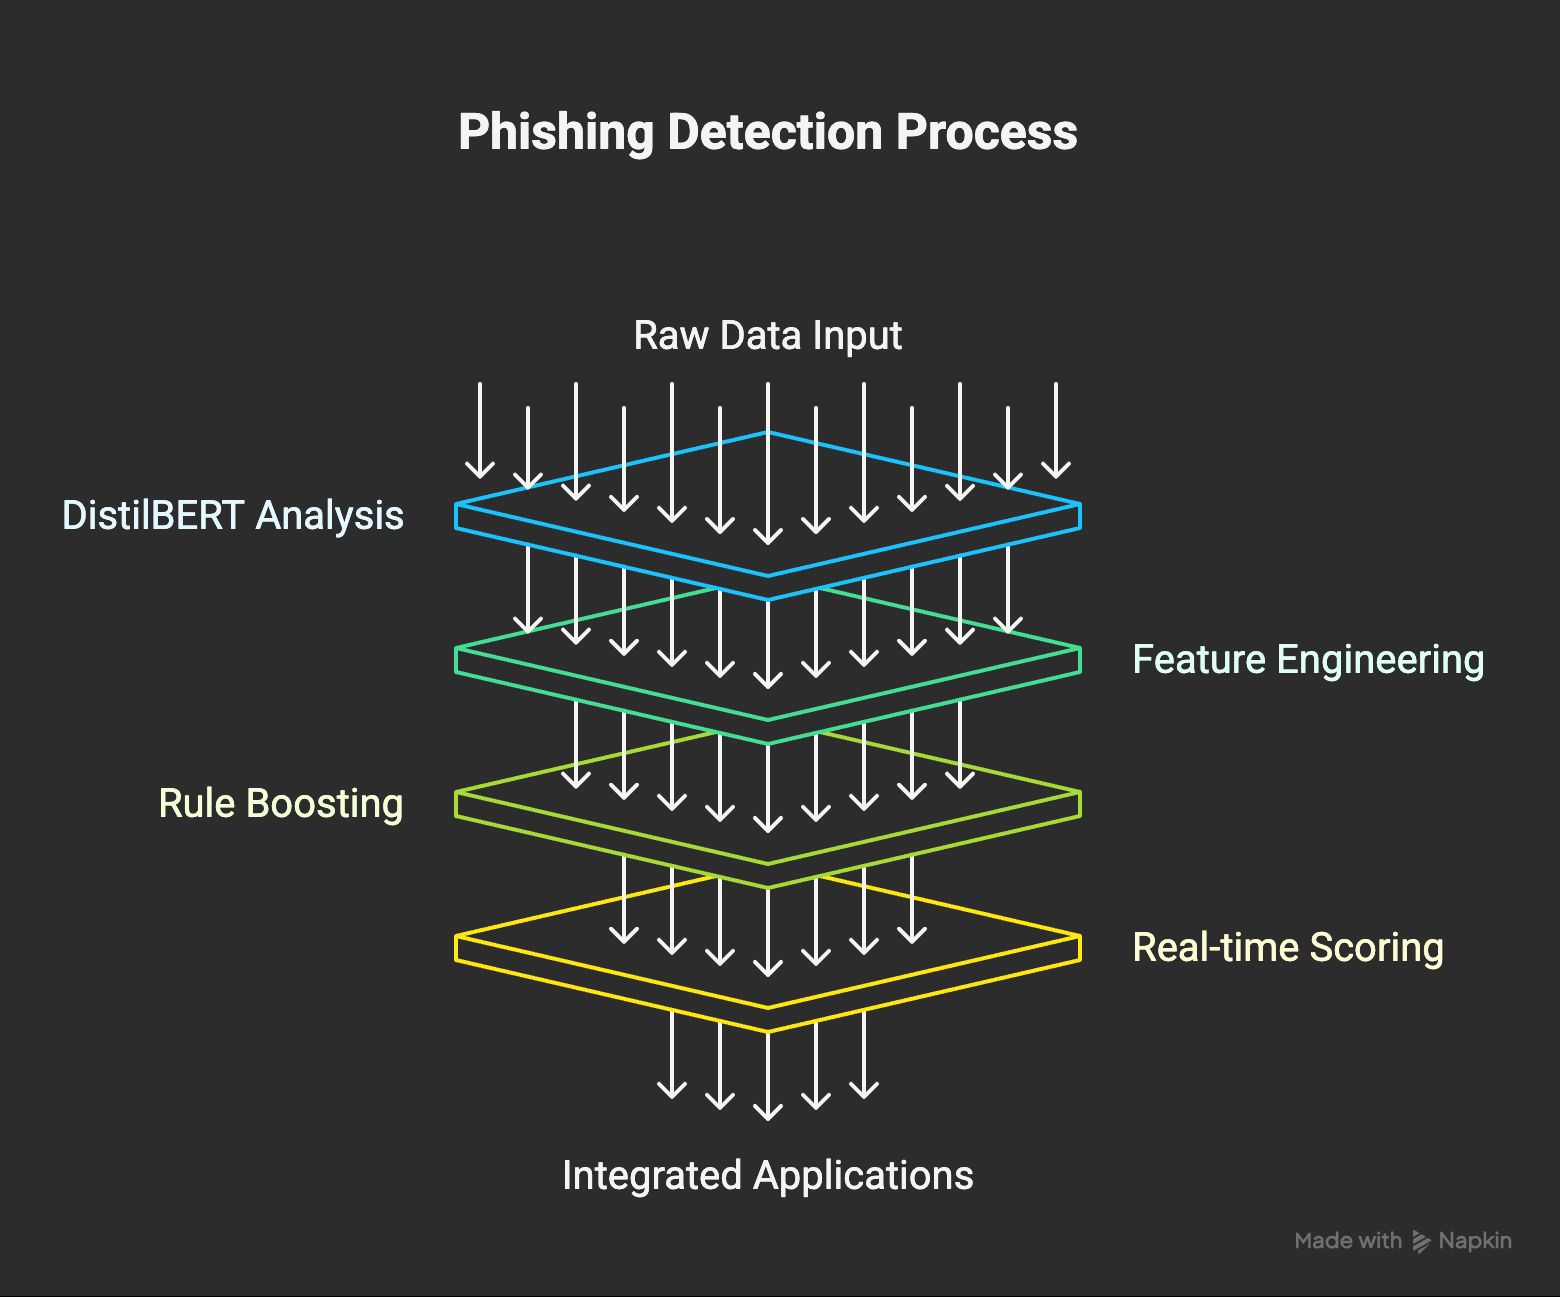 Phishing Detection Process
Raw Data Input
DistilBERT Analysis
Feature Engineering
Rule Boosting
Real-time Scoring
Integrated Applications
Made with Napkin